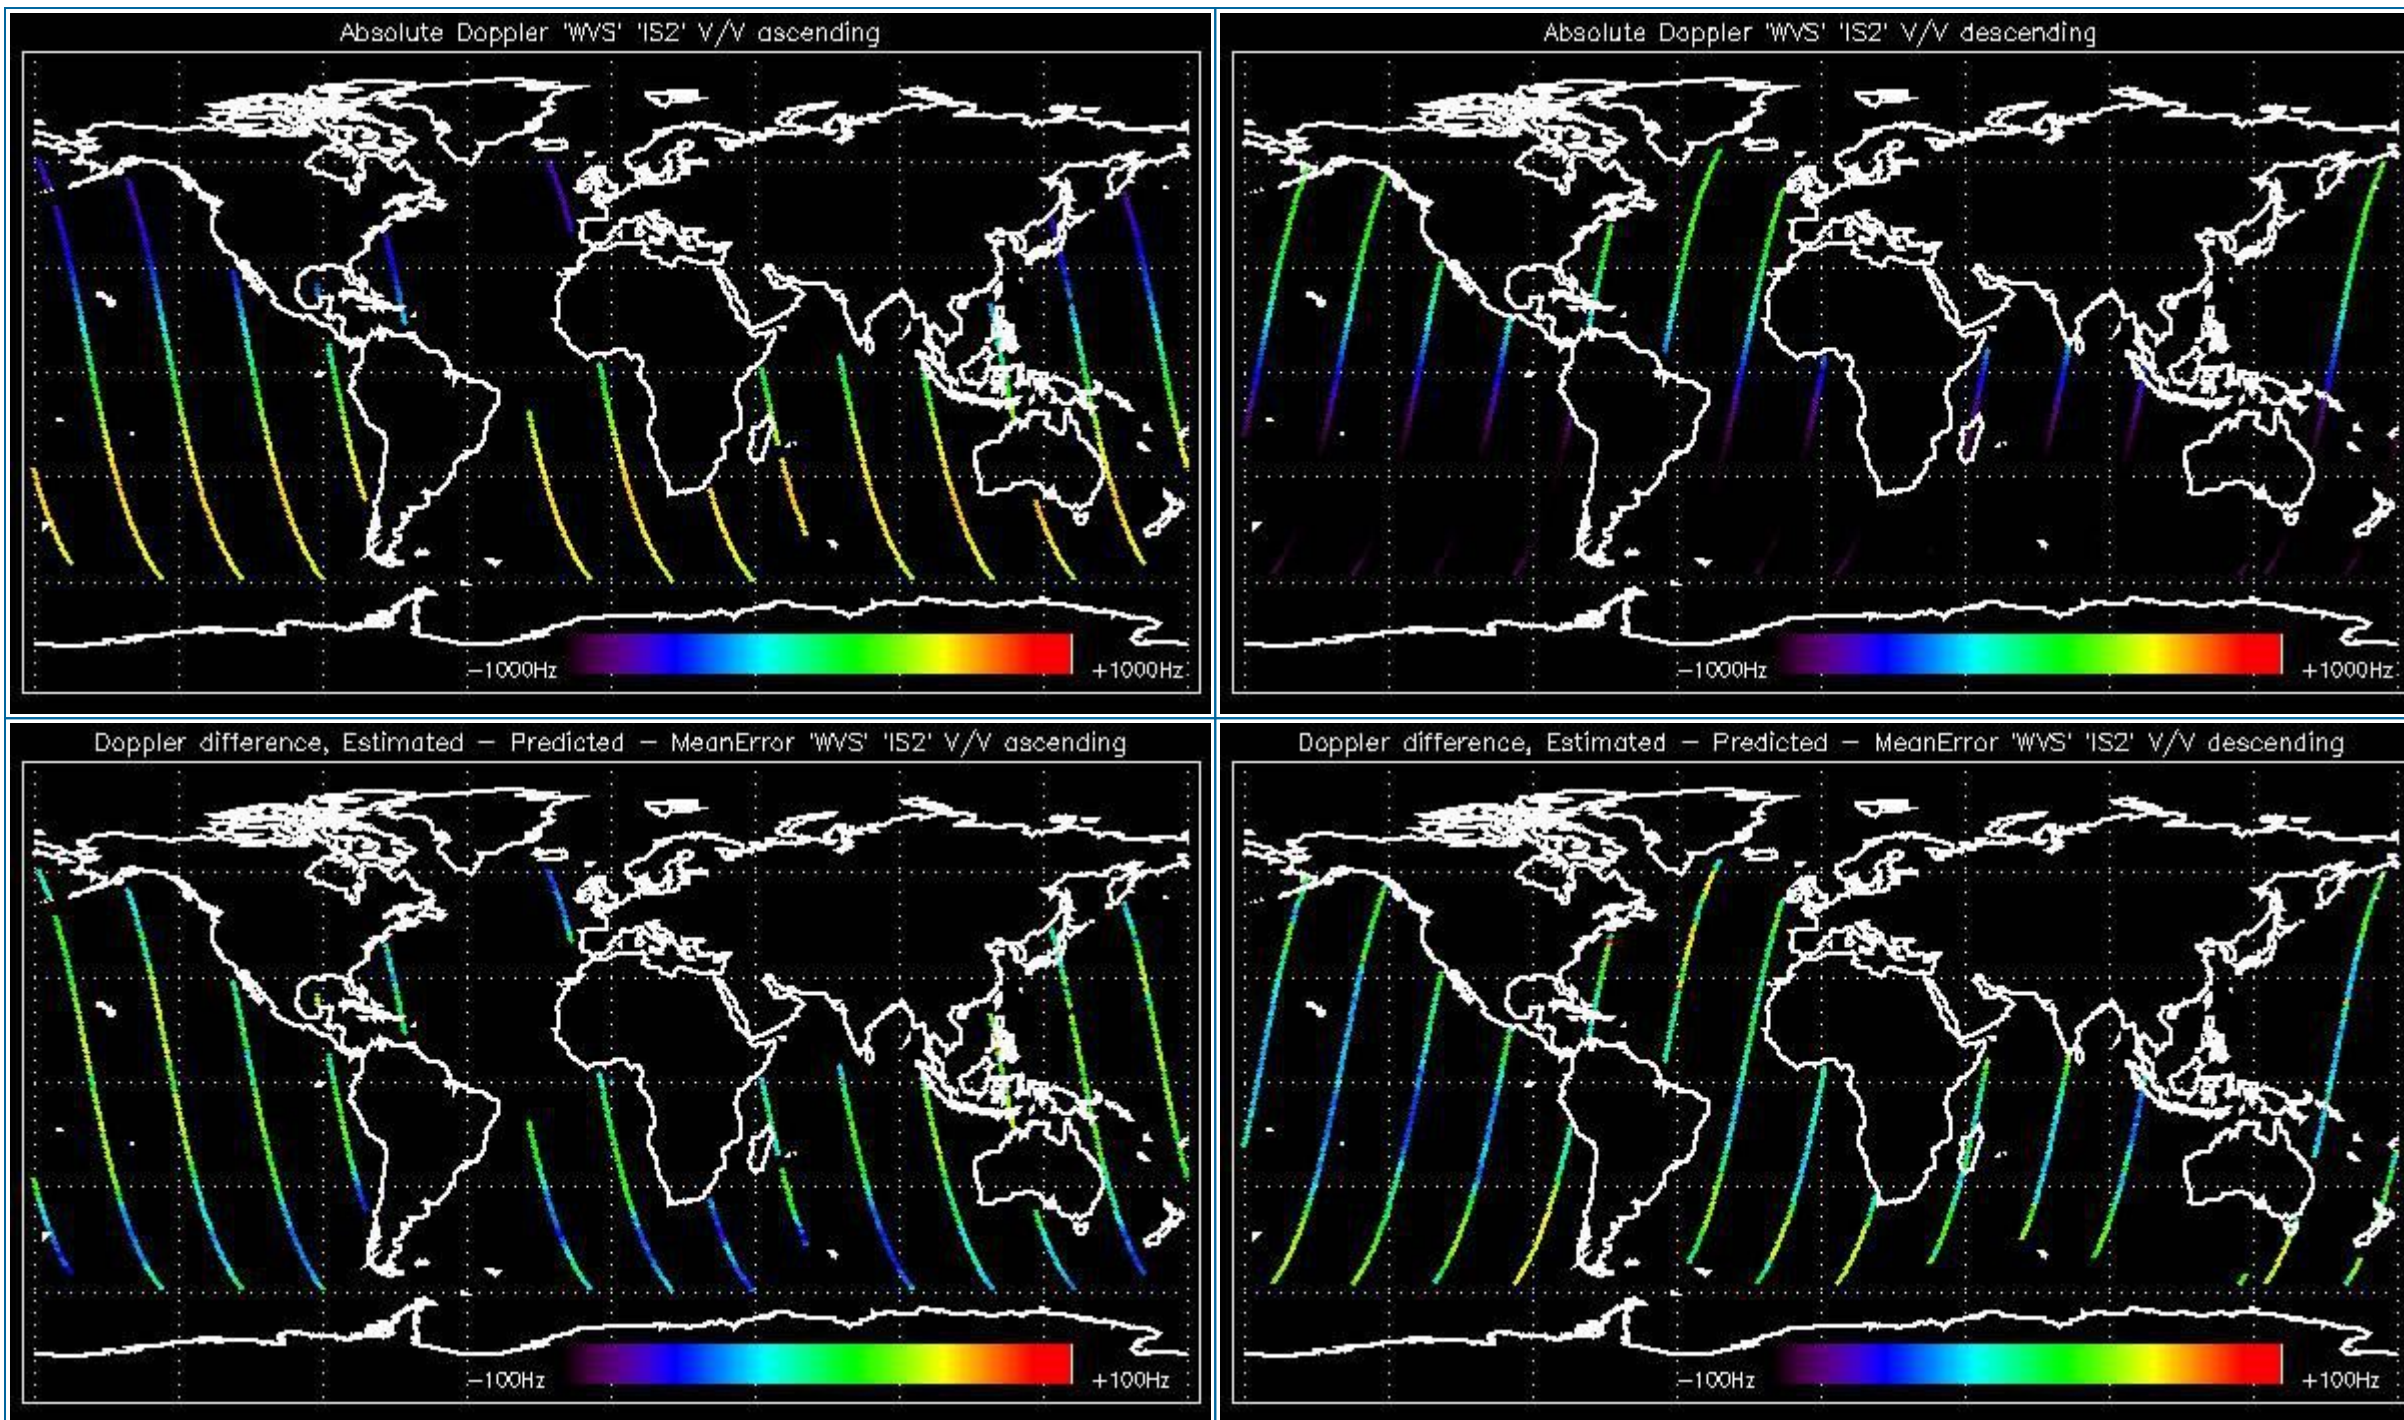 Absolute Doppler 'WVS' 'IS2' V/V ascending
−1000Hz +1000Hz
Absolute Doppler 'WVS' 'IS2' V/V descending
−1000Hz +1000Hz
Doppler difference, Estimated − Predicted − MeanError 'WVS' 'IS2' V/V ascending
−100Hz +100Hz
Doppler difference, Estimated − Predicted − MeanError 'WVS' 'IS2' V/V descending
−100Hz +100Hz